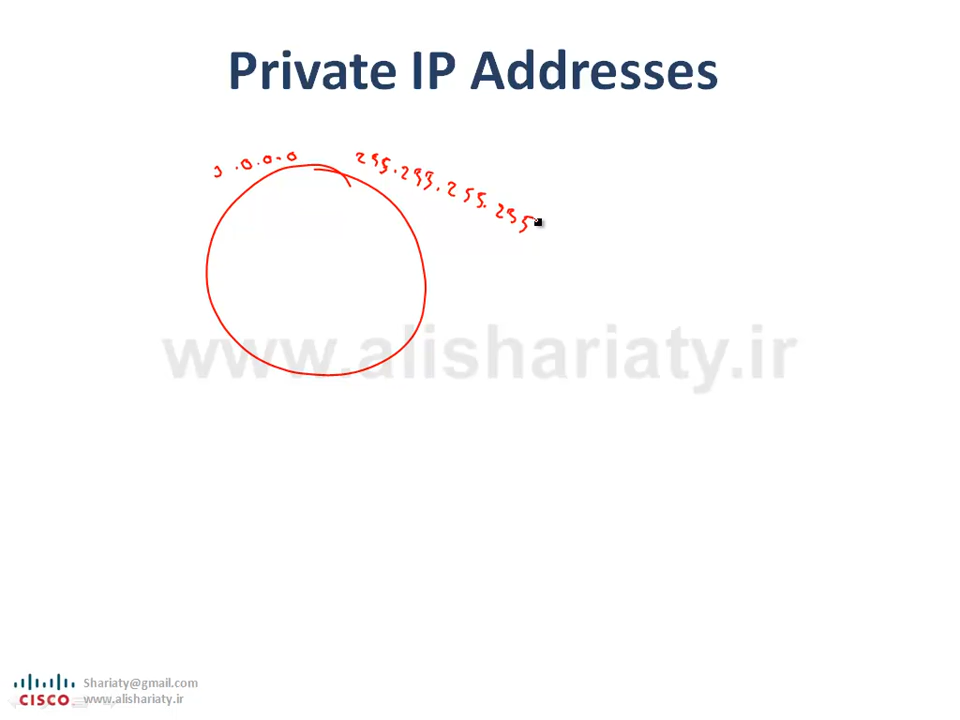 Private IP Addresses
0.0.0.0
255.255.255.255
www.alishariaty.ir
Shariaty@gmail.com
CISCO
www.alishariaty.ir